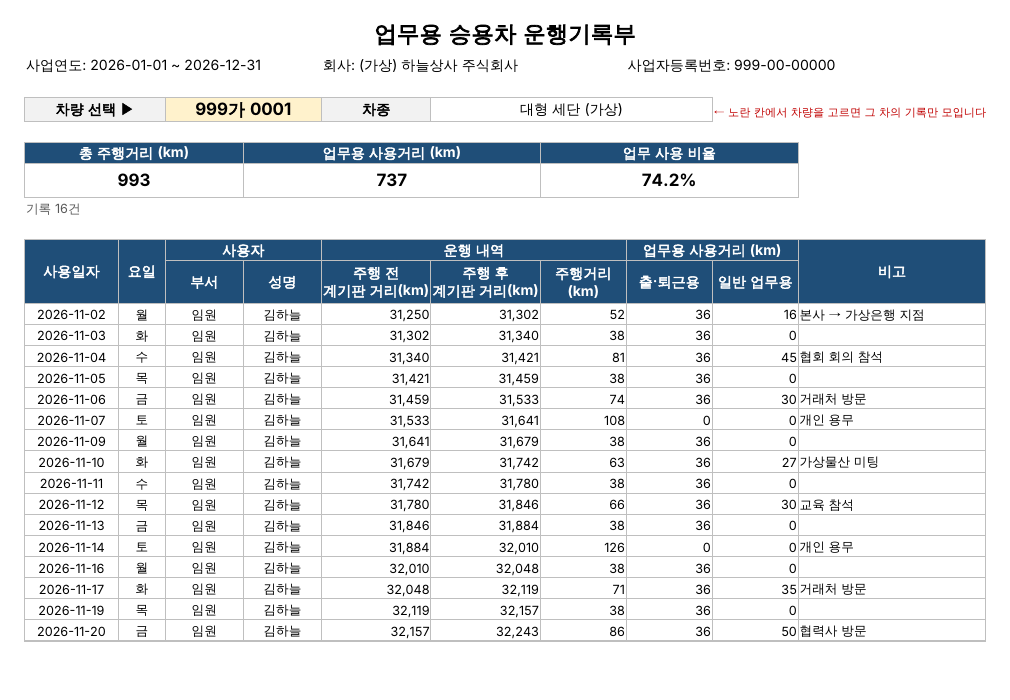 업무용 승용차 운행기록부
사업연도: 2026-01-01 ~ 2026-12-31 회사: (가상) 하늘상사 주식회사 사업자등록번호: 999-00-00000
차량 선택 ▶ 999가 0001 차종 대형 세단 (가상) ← 노란 칸에서 차량을 고르면 그 차의 기록만 모입니다
총 주행거리 (km) 업무용 사용거리 (km) 업무 사용 비율
993 737 74.2%
기록 16건
사용일자 요일 사용자 운행 내역 업무용 사용거리 (km) 비고
부서 성명 주행 전 계기판 거리(km) 주행 후 계기판 거리(km) 주행거리 (km) 출·퇴근용 일반 업무용
2026-11-02 월 임원 김하늘 31,250 31,302 52 36 16 본사 → 가상은행 지점
2026-11-03 화 임원 김하늘 31,302 31,340 38 36 0
2026-11-04 수 임원 김하늘 31,340 31,421 81 36 45 협회 회의 참석
2026-11-05 목 임원 김하늘 31,421 31,459 38 36 0
2026-11-06 금 임원 김하늘 31,459 31,533 74 36 30 거래처 방문
2026-11-07 토 임원 김하늘 31,533 31,641 108 0 0 개인 용무
2026-11-09 월 임원 김하늘 31,641 31,679 38 36 0
2026-11-10 화 임원 김하늘 31,679 31,742 63 36 27 가상물산 미팅
2026-11-11 수 임원 김하늘 31,742 31,780 38 36 0
2026-11-12 목 임원 김하늘 31,780 31,846 66 36 30 교육 참석
2026-11-13 금 임원 김하늘 31,846 31,884 38 36 0
2026-11-14 토 임원 김하늘 31,884 32,010 126 0 0 개인 용무
2026-11-16 월 임원 김하늘 32,010 32,048 38 36 0
2026-11-17 화 임원 김하늘 32,048 32,119 71 36 35 거래처 방문
2026-11-19 목 임원 김하늘 32,119 32,157 38 36 0
2026-11-20 금 임원 김하늘 32,157 32,243 86 36 50 협력사 방문